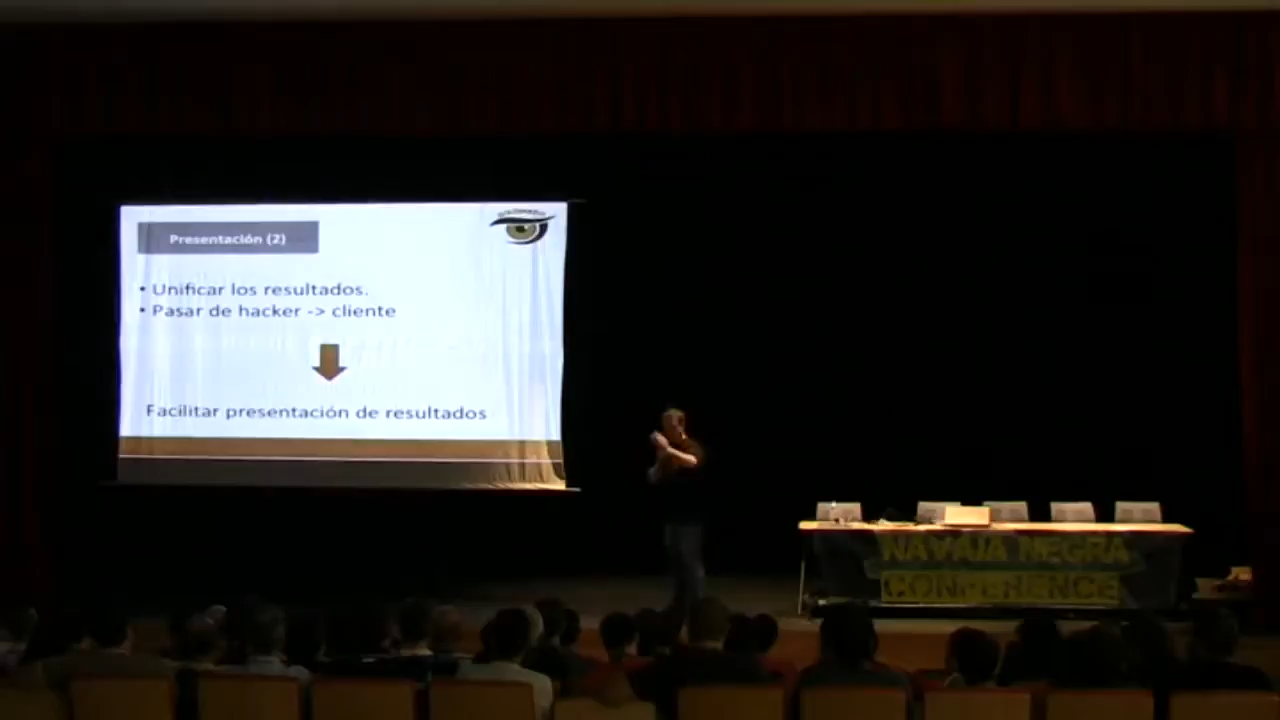 Presentación (2)
• Unificar los resultados.
• Pasar de hacker -> cliente
Facilitar presentación de resultados
NAVAJA NEGRA
CONFERENCE